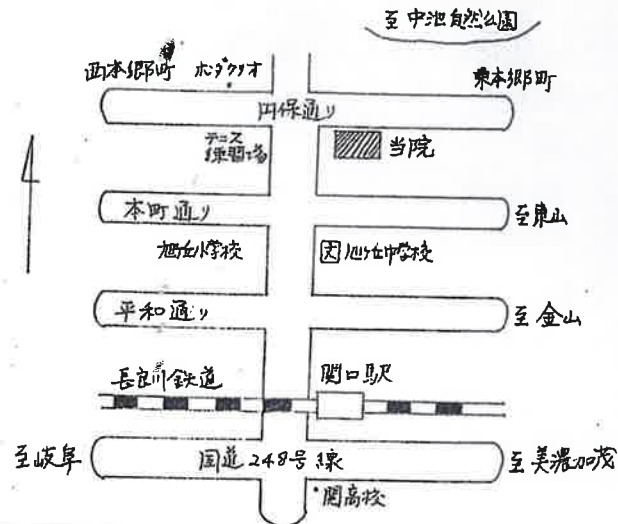 至 中池自然公園
西本郷町 ホンダクリオ 東本郷町
円保通り
テニス
練習場
当院
本町通り 至東山
旭ヶ丘小学校 文 旭ヶ丘中学校
平和通り 至 金山
長良川鉄道 関口駅
至岐阜 国道248号線 至美濃加茂
関高校